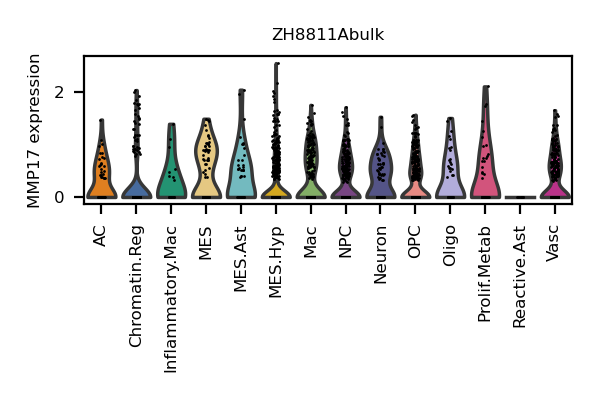 ZH8811Abulk
MMP17 expression
2
0
AC
Chromatin.Reg
Inflammatory.Mac
MES
MES.Ast
MES.Hyp
Mac
NPC
Neuron
OPC
Oligo
Prolif.Metab
Reactive.Ast
Vasc